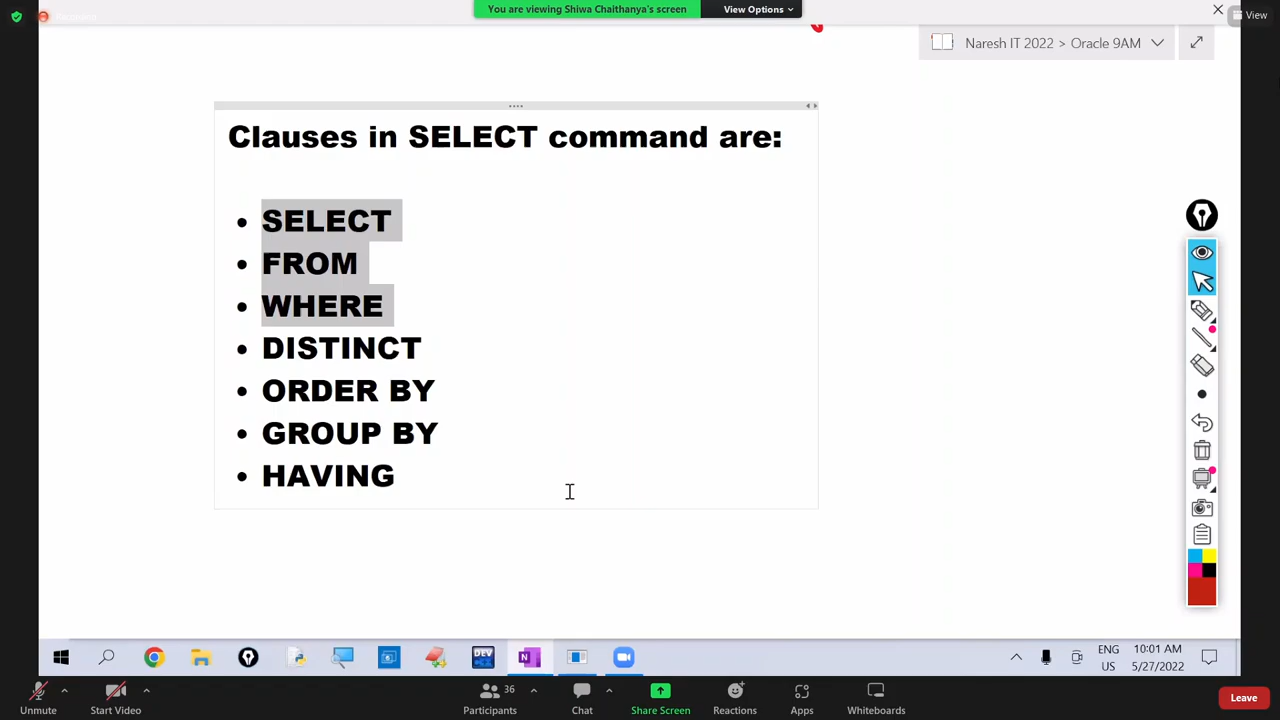 You are viewing Shiwa Chaithanya's screen
View Options
View
Naresh IT 2022 > Oracle 9AM
Clauses in SELECT command are:
• SELECT
• FROM
• WHERE
• DISTINCT
• ORDER BY
• GROUP BY
• HAVING
DEV
N
ENG
US
10:01 AM
5/27/2022
Unmute
Start Video
36
Participants
Chat
Share Screen
Reactions
Apps
Whiteboards
Leave